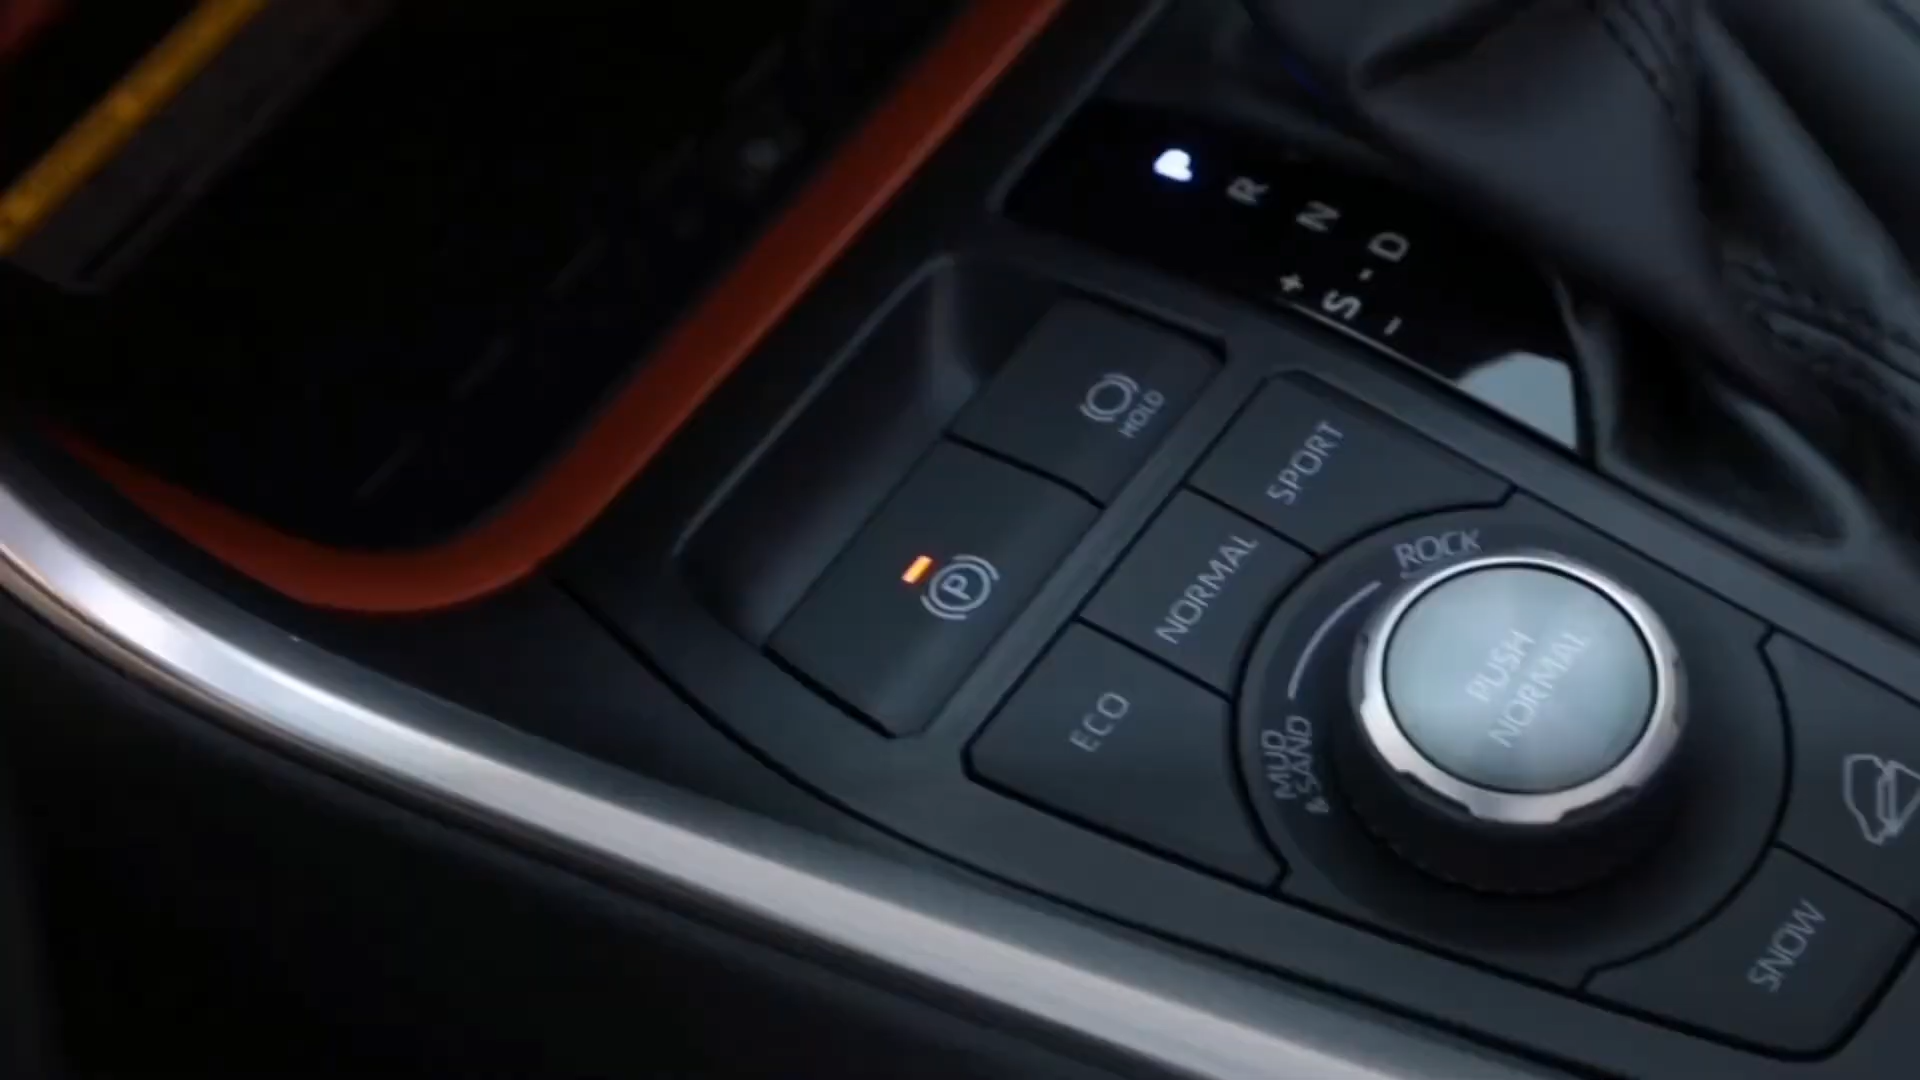 P
R
N
D
+
S
-
–
HOLD
P
SPORT
NORMAL
ECO
ROCK
MUD
&SAND
PUSH
NORMAL
SNOW